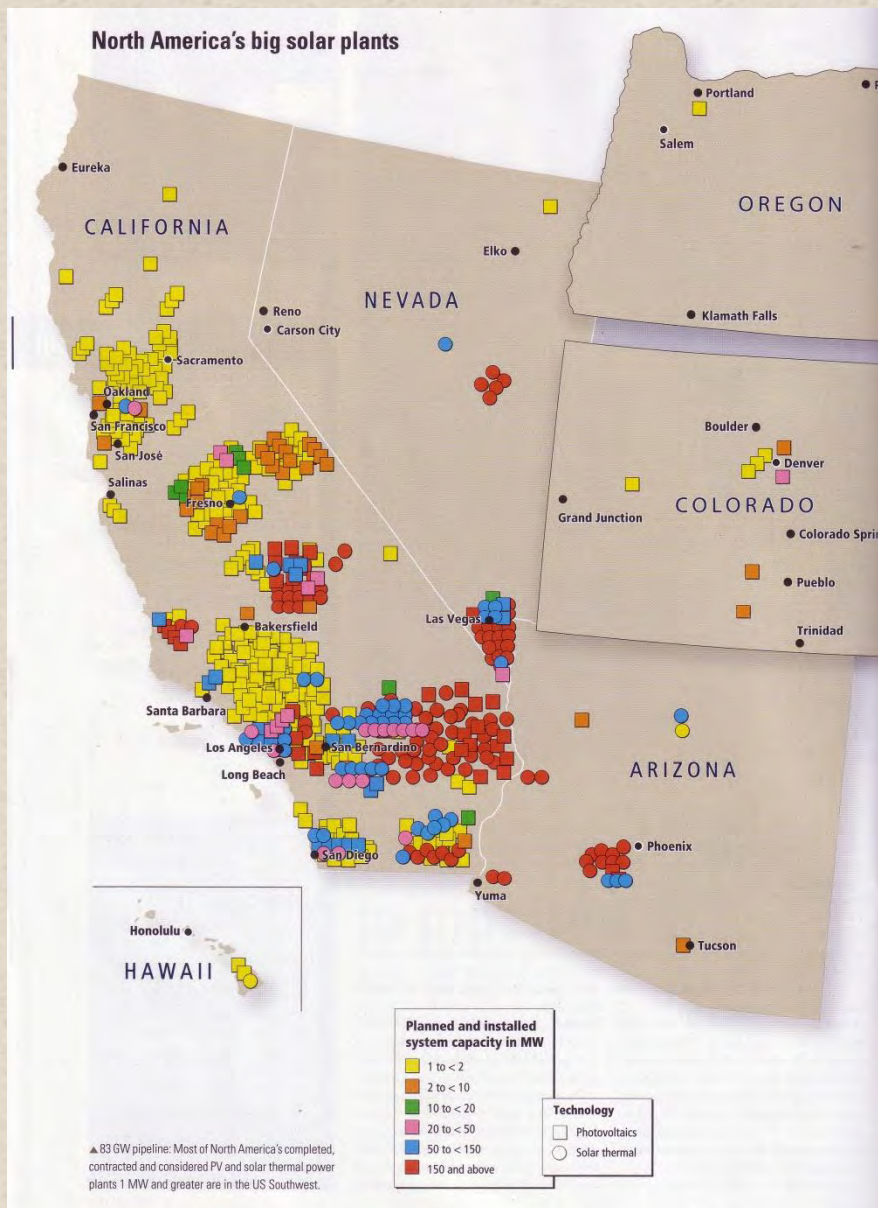 North America's big solar plants
Portland
Salem
OREGON
Klamath Falls
Eureka
CALIFORNIA
Elko
NEVADA
Reno
Carson City
Sacramento
Oakland
San Francisco
San José
Salinas
Fresno
Boulder
Denver
Grand Junction
COLORADO
Colorado Sprin
Pueblo
Trinidad
Las Vegas
Bakersfield
Santa Barbara
Los Angeles
San Bernardino
Long Beach
ARIZONA
San Diego
Phoenix
Yuma
Tucson
Honolulu
HAWAII
Planned and installed
system capacity in MW
1 to < 2
2 to < 10
10 to < 20
20 to < 50
50 to < 150
150 and above
Technology
Photovoltaics
Solar thermal
▲ 83 GW pipeline: Most of North America's completed,
contracted and considered PV and solar thermal power
plants 1 MW and greater are in the US Southwest.